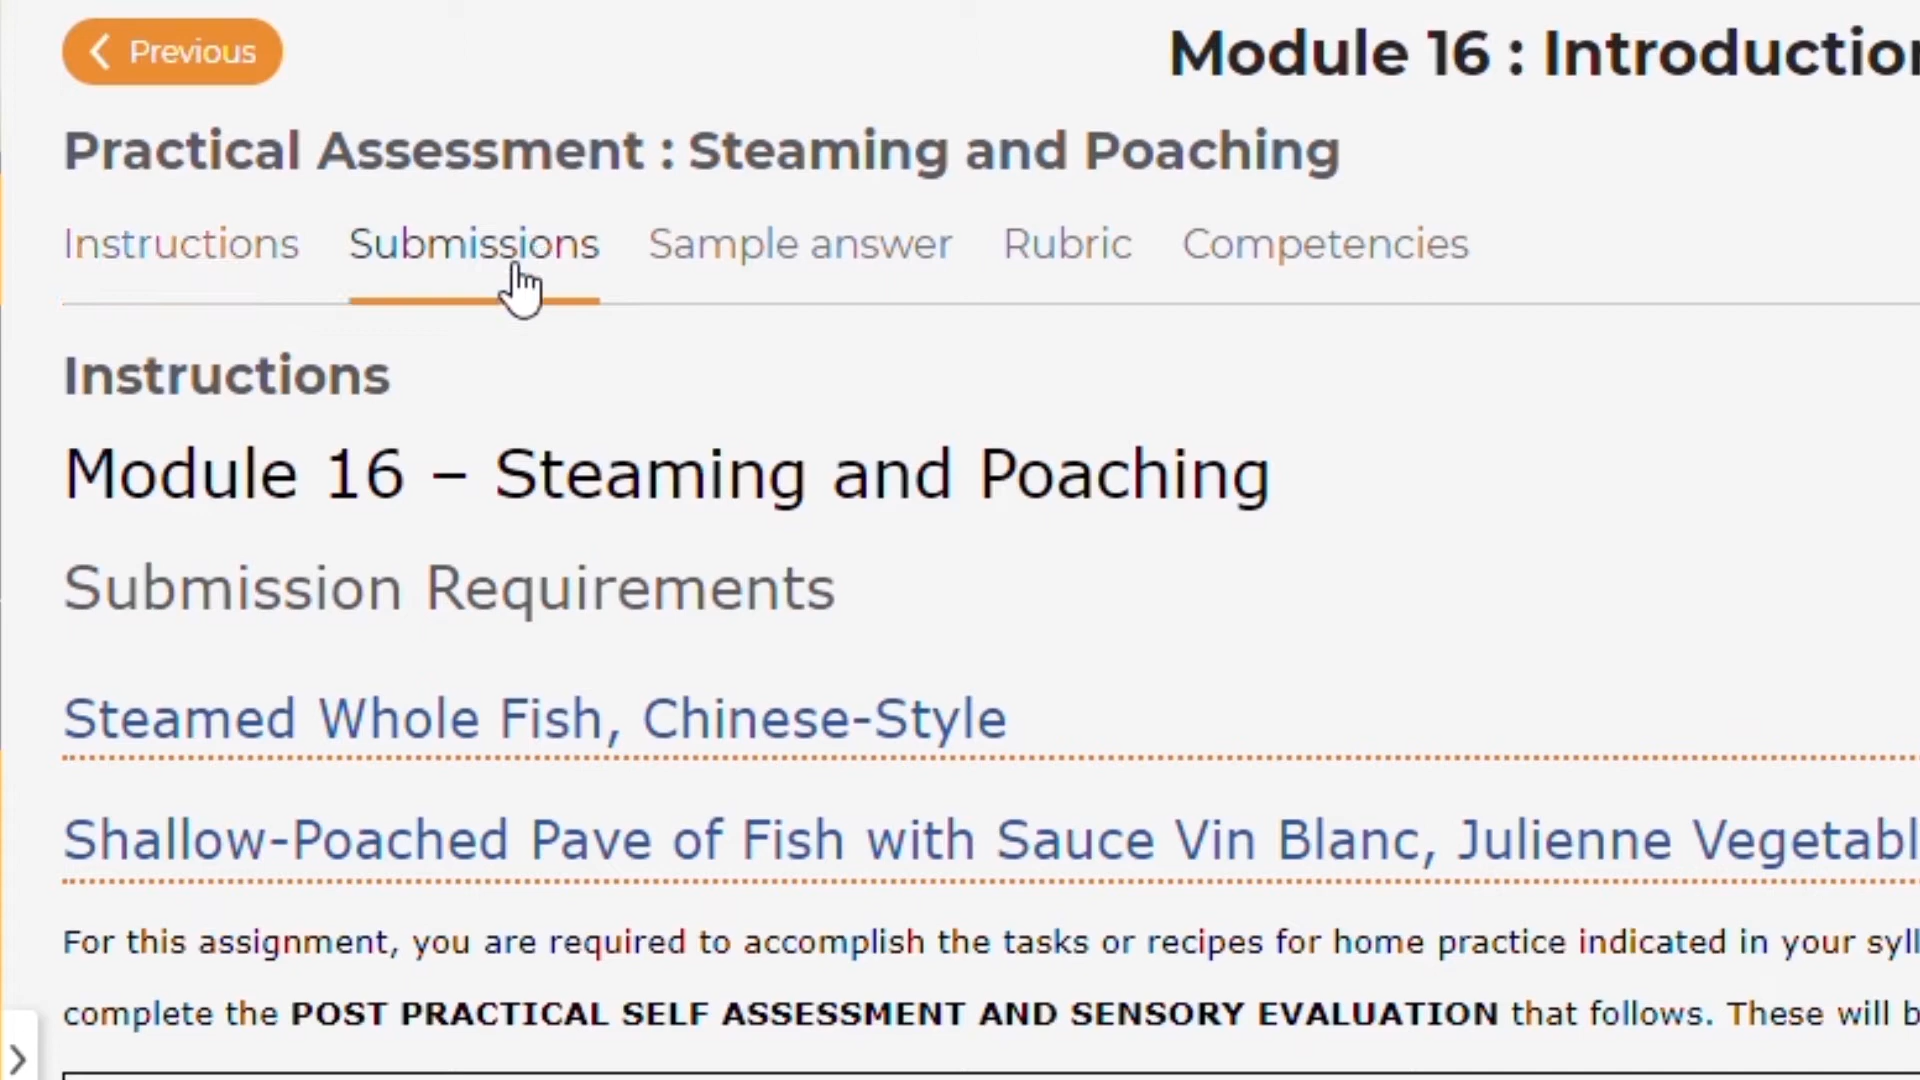 Previous
Module 16 : Introduction
Practical Assessment : Steaming and Poaching
Instructions Submissions Sample answer Rubric Competencies
Instructions
Module 16 – Steaming and Poaching
Submission Requirements
Steamed Whole Fish, Chinese-Style
Shallow-Poached Pave of Fish with Sauce Vin Blanc, Julienne Vegetabl
For this assignment, you are required to accomplish the tasks or recipes for home practice indicated in your syll
complete the POST PRACTICAL SELF ASSESSMENT AND SENSORY EVALUATION that follows. These will b